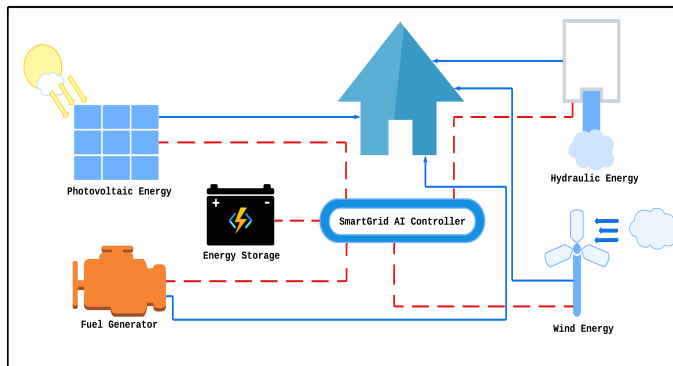 Photovoltaic Energy
Hydraulic Energy
+ -
SmartGrid AI Controller
Energy Storage
Fuel Generator
Wind Energy